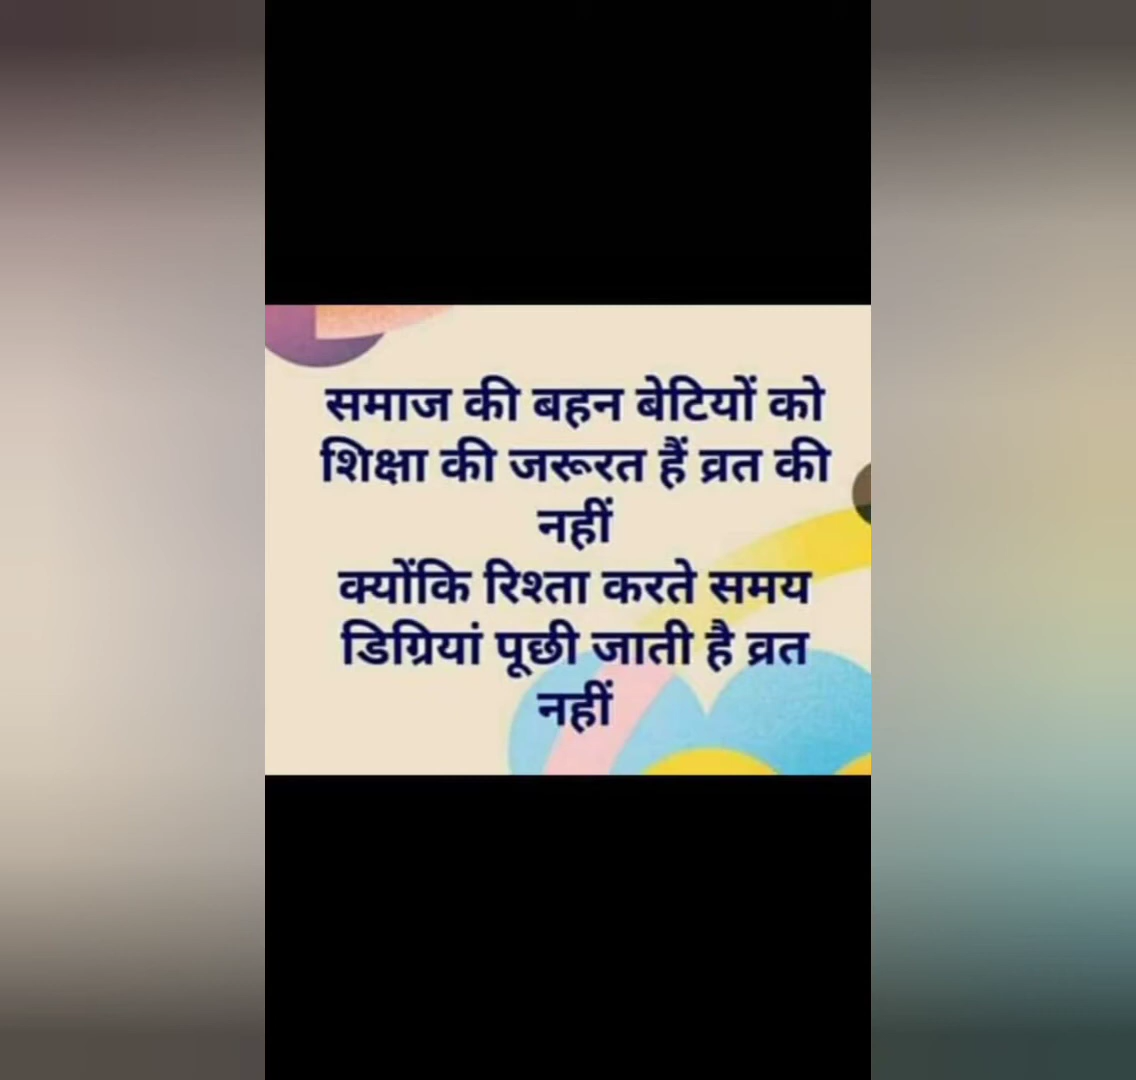 समाज की बहन बेटियों को
शिक्षा की जरूरत हैं व्रत की
नहीं
क्योंकि रिश्ता करते समय
डिग्रियां पूछी जाती है व्रत
नहीं